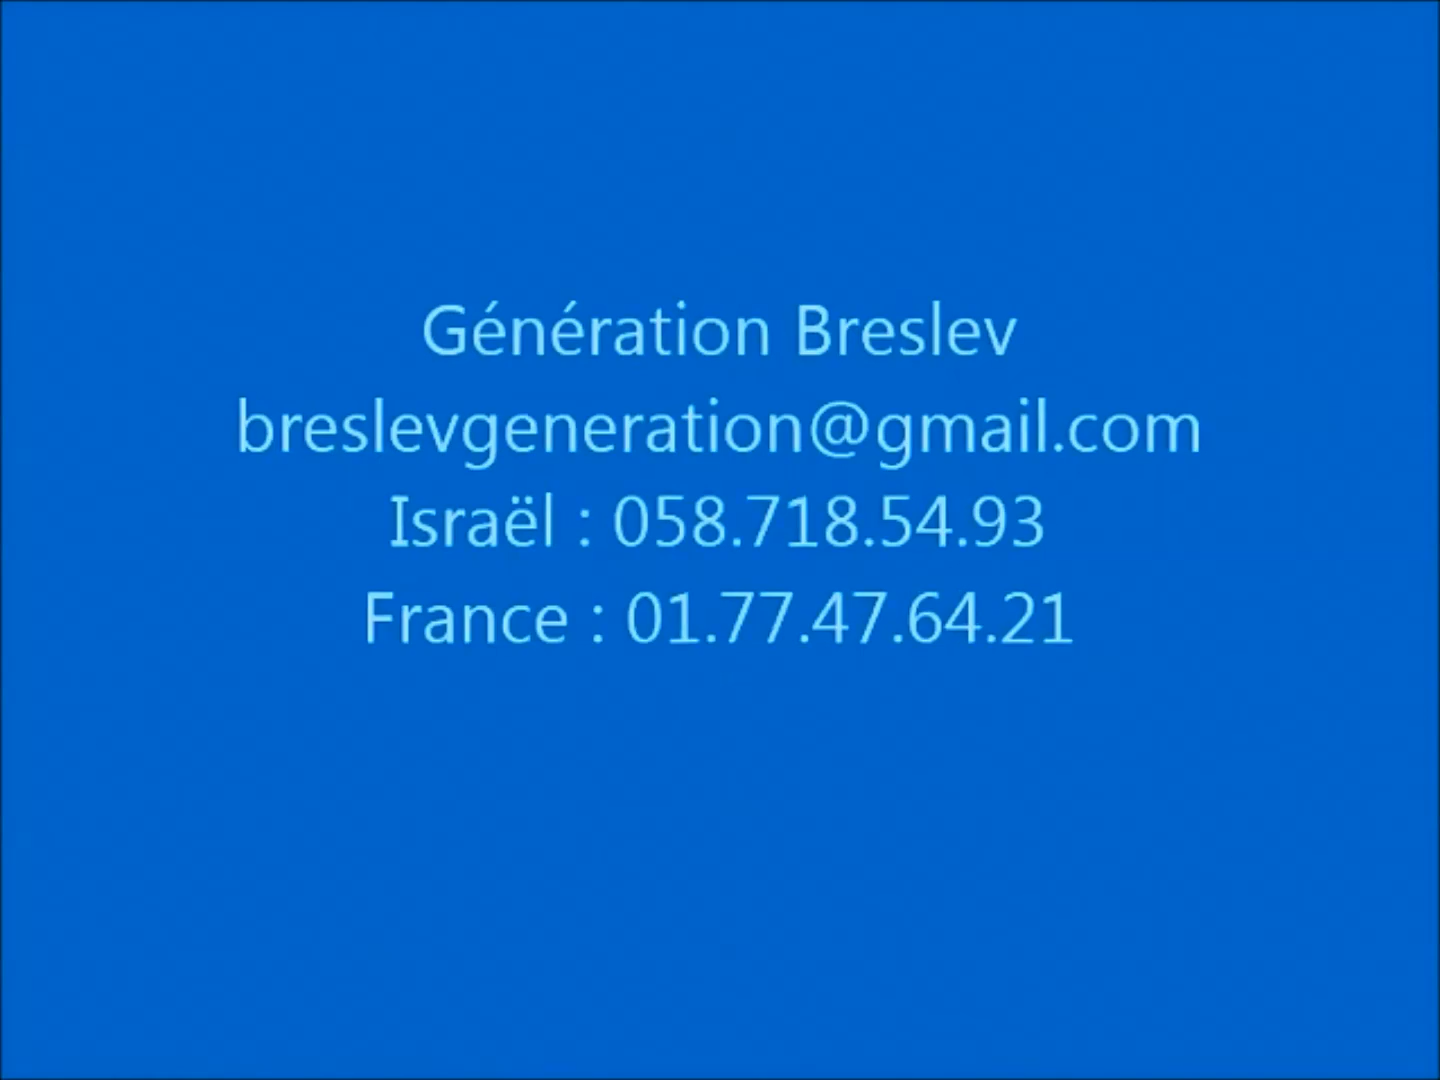 Génération Breslev
breslevgeneration@gmail.com
Israël : 058.718.54.93
France : 01.77.47.64.21